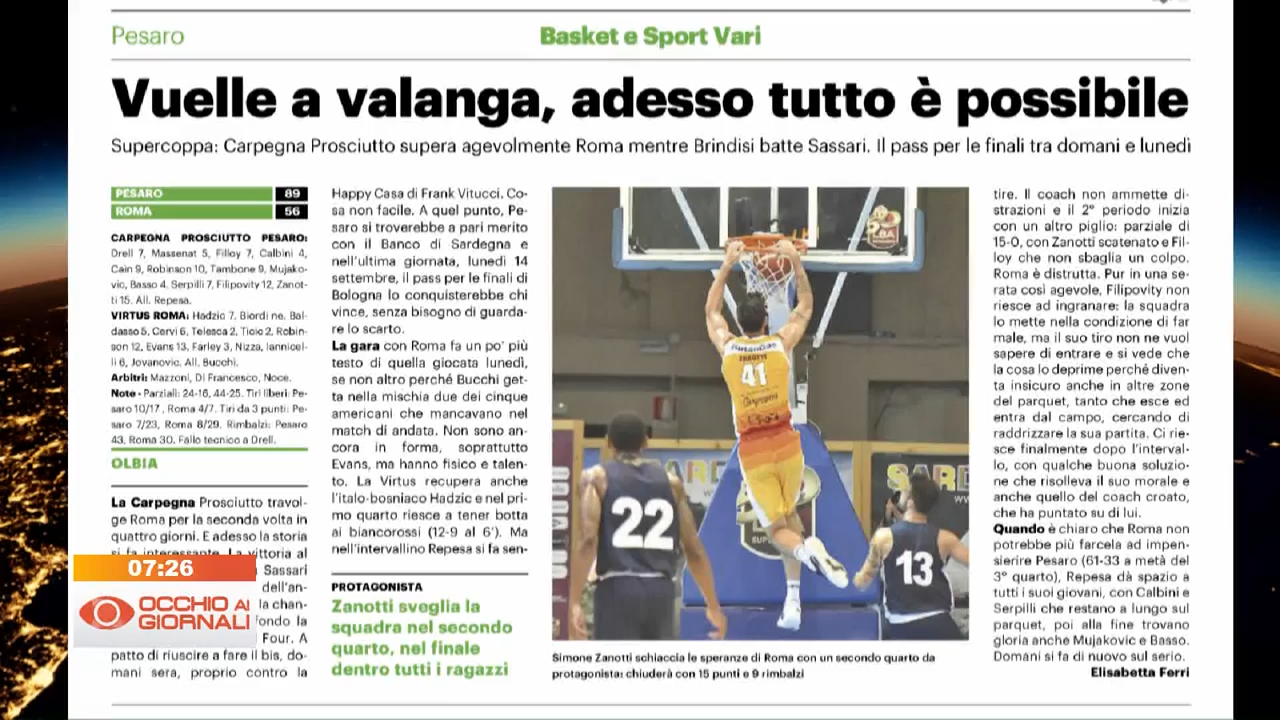 Pesaro
Basket e Sport Vari
Vuelle a valanga, adesso tutto è possibile
Supercoppa: Carpegna Prosciutto supera agevolmente Roma mentre Brindisi batte Sassari. Il pass per le finali tra domani e lunedì
PESARO 89
ROMA 56
CARPEGNA PROSCIUTTO PESARO:
Drell 7, Massenat 5, Filloy 7, Calbini 4,
Cain 9, Robinson 10, Tambone 9, Mujako-
vic, Basso 4, Serpilli 7, Filipovity 12, Zanot-
ti 15. All. Repesa.
VIRTUS ROMA: Hadzic 7, Biordi ne, Bal-
dasso 5, Cervi 6, Telesca 2, Ticic 2, Robin-
son 12, Evans 13, Farley 3, Nizza, Iannicel-
li 6, Jovanovic. All. Bucchi.
Arbitri: Mazzoni, Di Francesco, Noce.
Note - Parziali: 24-16, 44-25. Tiri liberi: Pe-
saro 10/17 , Roma 4/7. Tiri da 3 punti: Pe-
saro 7/23, Roma 8/29. Rimbalzi: Pesaro
43, Roma 30. Fallo tecnico a Drell.
OLBIA
La Carpegna Prosciutto travol-
ge Roma per la seconda volta in
quattro giorni. E adesso la storia
si fa interessante. La vittoria al
Sassari
dell'an-
la chan-
fondo la
Four. A
patto di riuscire a fare il bis, do-
mani sera, proprio contro la
Happy Casa di Frank Vitucci. Co-
sa non facile. A quel punto, Pe-
saro si troverebbe a pari merito
con il Banco di Sardegna e
nell'ultima giornata, lunedì 14
settembre, il pass per le finali di
Bologna lo conquisterebbe chi
vince, senza bisogno di guarda-
re lo scarto.
La gara con Roma fa un po' più
testo di quella giocata lunedì,
se non altro perché Bucchi get-
ta nella mischia due dei cinque
americani che mancavano nel
match di andata. Non sono an-
cora in forma, soprattutto
Evans, ma hanno fisico e talen-
to. La Virtus recupera anche
l'italo-bosniaco Hadzic e nel pri-
mo quarto riesce a tener botta
ai biancorossi (12-9 al 6'). Ma
nell'intervallino Repesa si fa sen-
PROTAGONISTA
Zanotti sveglia la
squadra nel secondo
quarto, nel finale
dentro tutti i ragazzi
41
22
13
Simone Zanotti schiaccia le speranze di Roma con un secondo quarto da
protagonista: chiuderà con 15 punti e 9 rimbalzi
tire. Il coach non ammette di-
strazioni e il 2° periodo inizia
con un altro piglio: parziale di
15-0, con Zanotti scatenato e Fil-
loy che non sbaglia un colpo.
Roma è distrutta. Pur in una se-
rata così agevole, Filipovity non
riesce ad ingranare: la squadra
lo mette nella condizione di far
male, ma il suo tiro non ne vuol
sapere di entrare e si vede che
la cosa lo deprime perché diven-
ta insicuro anche in altre zone
del parquet, tanto che esce ed
entra dal campo, cercando di
raddrizzare la sua partita. Ci rie-
sce finalmente dopo l'interval-
lo, con qualche buona soluzio-
ne che risolleva il suo morale e
anche quello del coach croato,
che ha puntato su di lui.
Quando è chiaro che Roma non
potrebbe più farcela ad impen-
sierire Pesaro (61-33 a metà del
3° quarto), Repesa dà spazio a
tutti i suoi giovani, con Calbini e
Serpilli che restano a lungo sul
parquet, poi alla fine trovano
gloria anche Mujakovic e Basso.
Domani si fa di nuovo sul serio.
Elisabetta Ferri
07:26
OCCHIO AI
GIORNALI